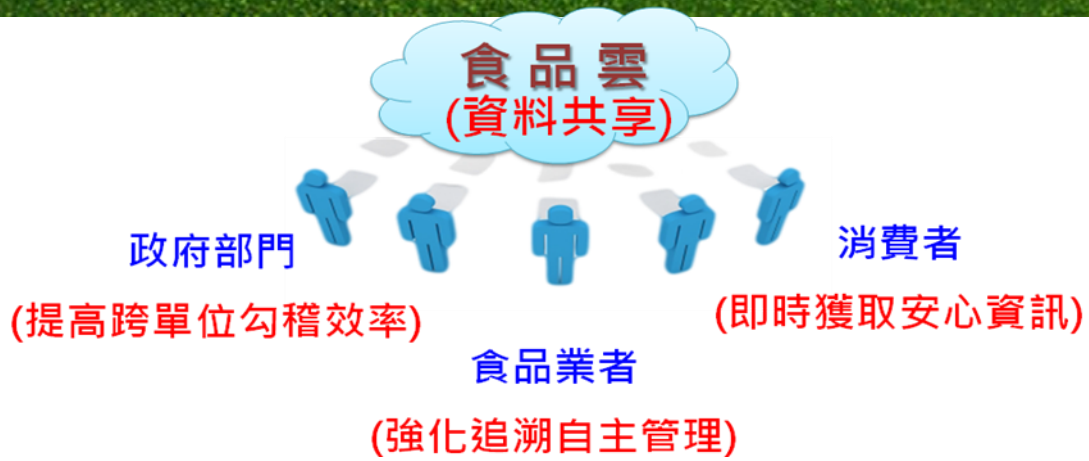 食品雲
(資料共享)
政府部門
(提高跨單位勾稽效率)
消費者
(即時獲取安心資訊)
食品業者
(強化追溯自主管理)